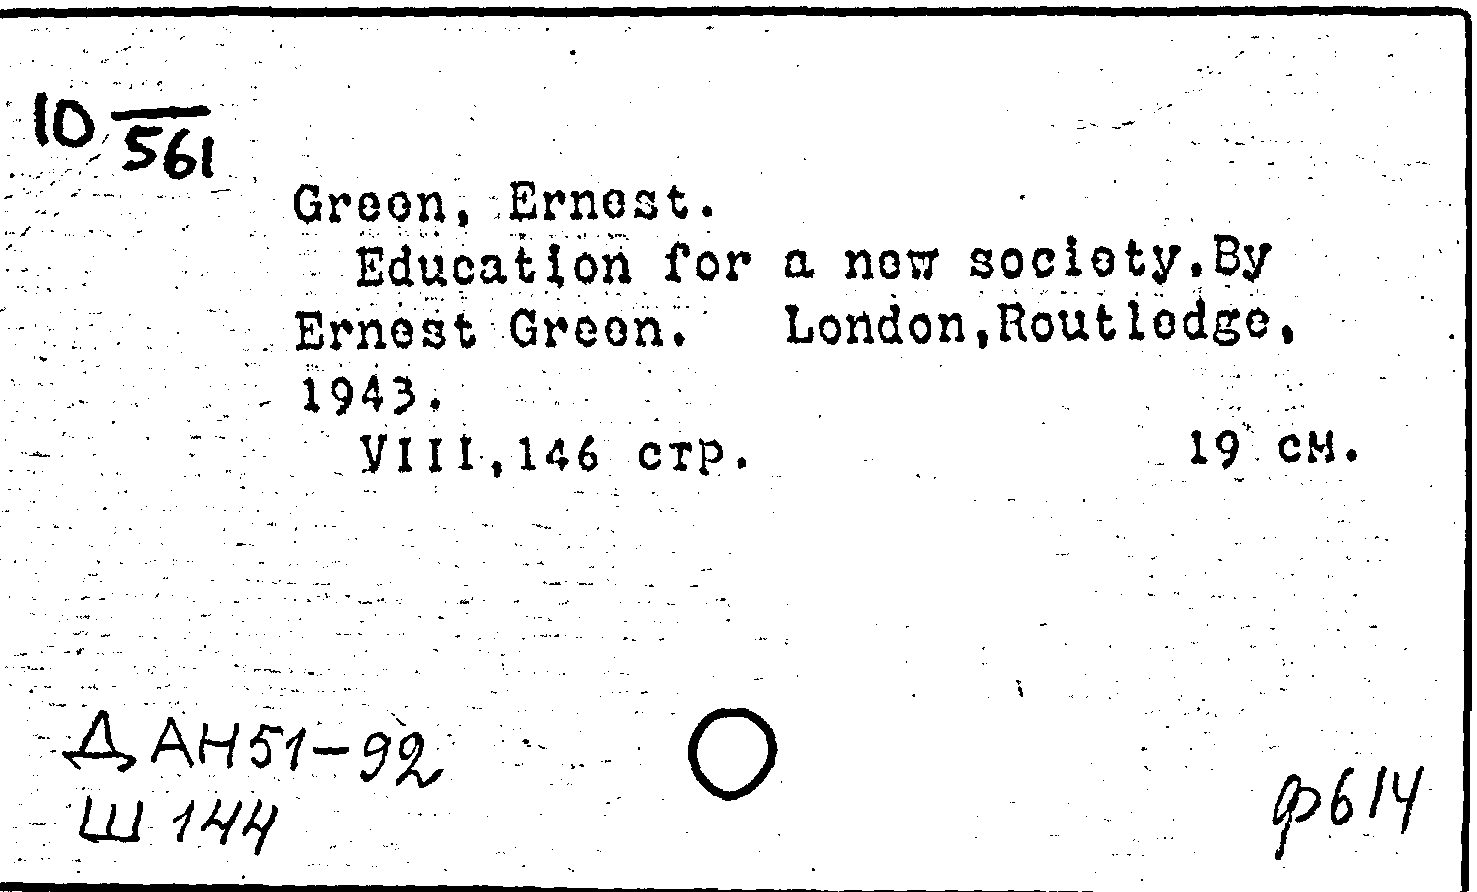 10 561
Green, Ernest.
Education for a new society.By
Ernest Green. London,Routledge,
1943.
VIII,146 стр. 19 см.
Д АН51-92
Ш 144
ф614